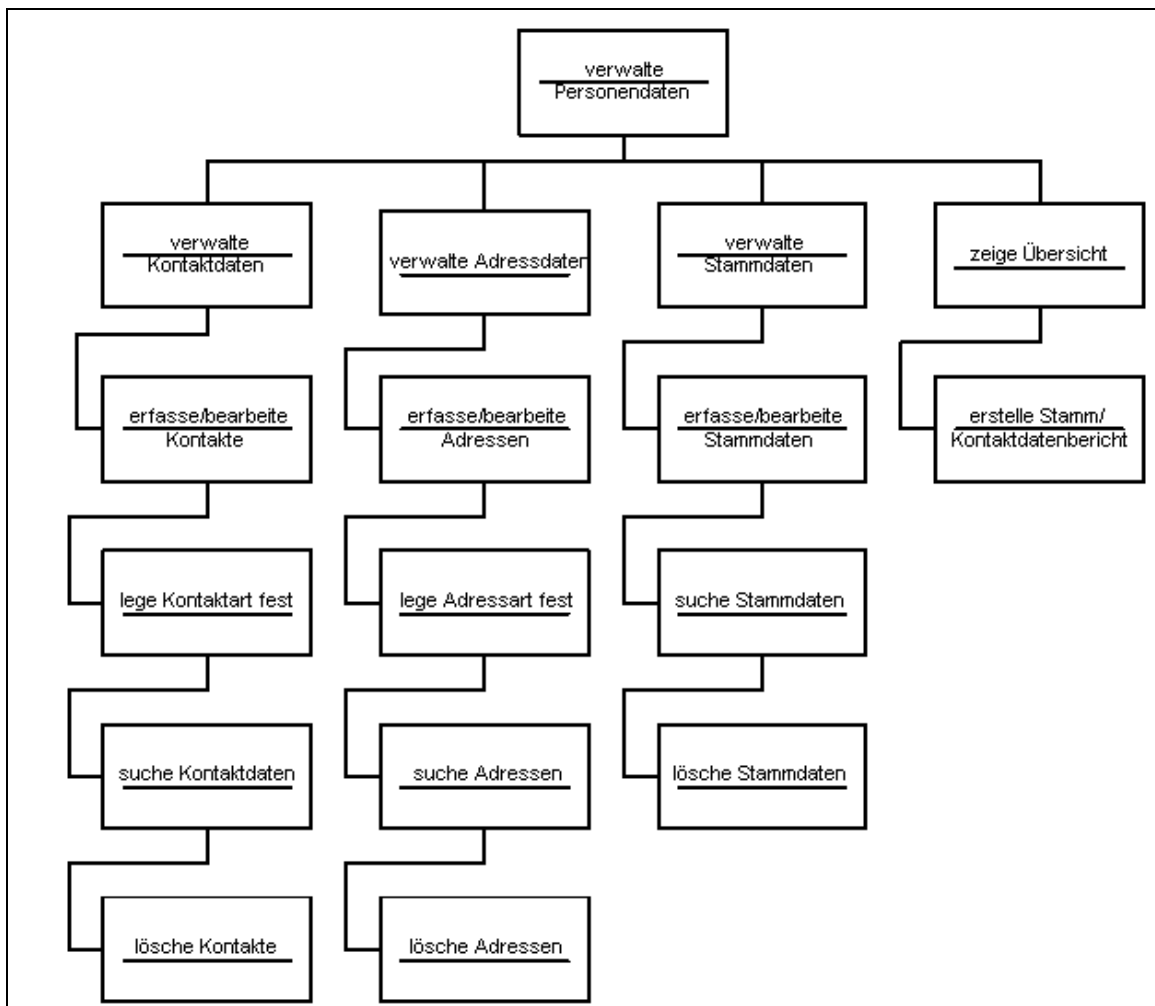 verwalte
Personendaten
verwalte
Kontaktdaten
verwalte Adressdaten
verwalte
Stammdaten
zeige Übersicht
erfasse/bearbeite
Kontakte
erfasse/bearbeite
Adressen
erfasse/bearbeite
Stammdaten
erstelle Stamm/
Kontaktdatenbericht
lege Kontaktart fest
lege Adressart fest
suche Stammdaten
suche Kontaktdaten
suche Adressen
lösche Stammdaten
lösche Kontakte
lösche Adressen